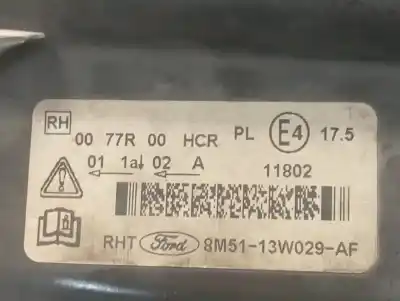 RH
00 77R 00 HCR PL E4 17.5
01 1a↓ 02 A 11802
RHT Ford 8M51-13W029-AF